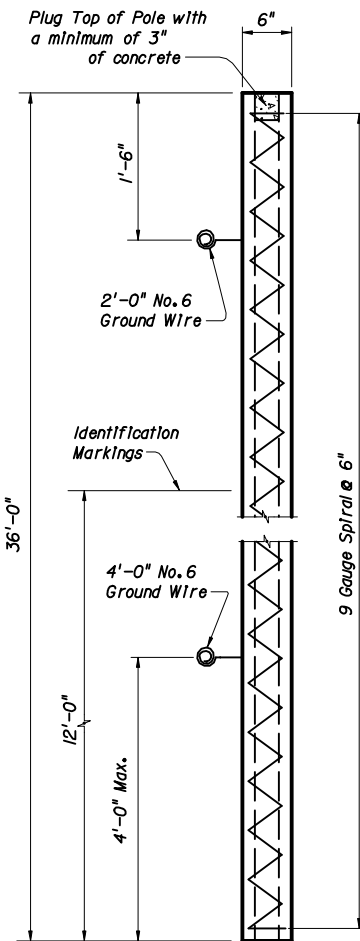 Plug Top of Pole with
a minimum of 3"
of concrete
6"
1'-6"
2'-0" No.6
Ground Wire
Identification
Markings
36'-0"
9 Gauge Spiral @ 6"
4'-0" No.6
Ground Wire
12'-0"
4'-0" Max.